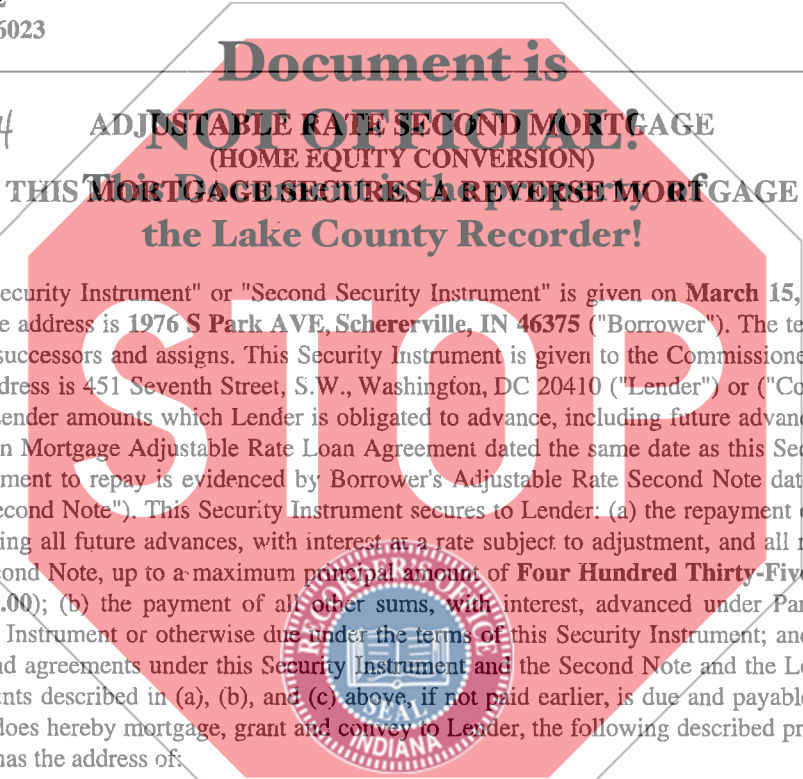 6023
Document is
NOT OFFICIAL!
4 ADJUSTABLE RATE SECOND MORTGAGE
(HOME EQUITY CONVERSION)
THIS MORTGAGE SECURES A REVERSE MORTGAGE
This Document is the property of
the Lake County Recorder!
ecurity Instrument" or "Second Security Instrument" is given on March 15,
e address is 1976 S Park AVE, Schererville, IN 46375 ("Borrower"). The te
successors and assigns. This Security Instrument is given to the Commissione
dress is 451 Seventh Street, S.W., Washington, DC 20410 ("Lender") or ("Co
ender amounts which Lender is obligated to advance, including future advanc
n Mortgage Adjustable Rate Loan Agreement dated the same date as this Sec
ment to repay is evidenced by Borrower's Adjustable Rate Second Note dat
econd Note"). This Security Instrument secures to Lender: (a) the repayment o
ing all future advances, with interest at a rate subject to adjustment, and all r
ond Note, up to a maximum principal amount of Four Hundred Thirty-Five
.00); (b) the payment of all other sums, with interest, advanced under Par
Instrument or otherwise due under the terms of this Security Instrument; and
nd agreements under this Security Instrument and the Second Note and the Lo
nts described in (a), (b), and (c) above, if not paid earlier, is due and payable
does hereby mortgage, grant and convey to Lender, the following described pr
has the address of:
STOP
RECORDER'S OFFICE
SEAL
INDIANA